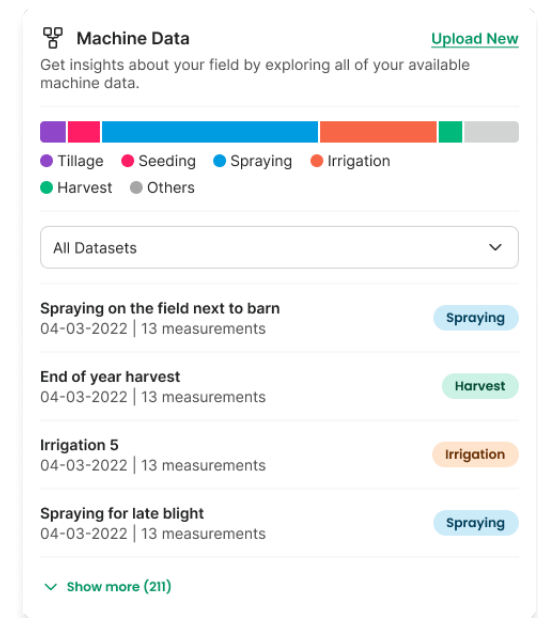 Machine Data
Upload New
Get insights about your field by exploring all of your available
machine data.
Tillage Seeding Spraying Irrigation
Harvest Others
All Datasets
Spraying on the field next to barn
04-03-2022 | 13 measurements
Spraying
End of year harvest
04-03-2022 | 13 measurements
Harvest
Irrigation 5
04-03-2022 | 13 measurements
Irrigation
Spraying for late blight
04-03-2022 | 13 measurements
Spraying
Show more (211)